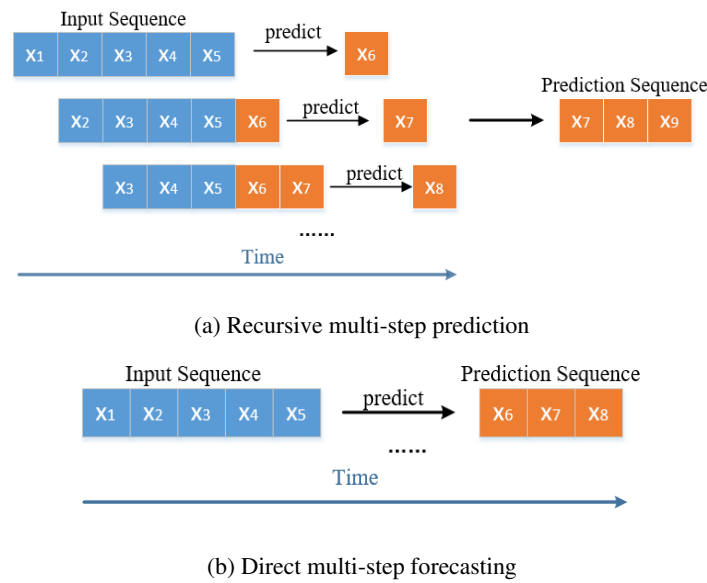 Input Sequence
X1 X2 X3 X4 X5 predict X6
X2 X3 X4 X5 X6 predict X7
Prediction Sequence
X7 X8 X9
X3 X4 X5 X6 X7 predict X8
......
Time
(a) Recursive multi-step prediction
Input Sequence
X1 X2 X3 X4 X5
predict
Prediction Sequence
X6 X7 X8
......
Time
(b) Direct multi-step forecasting